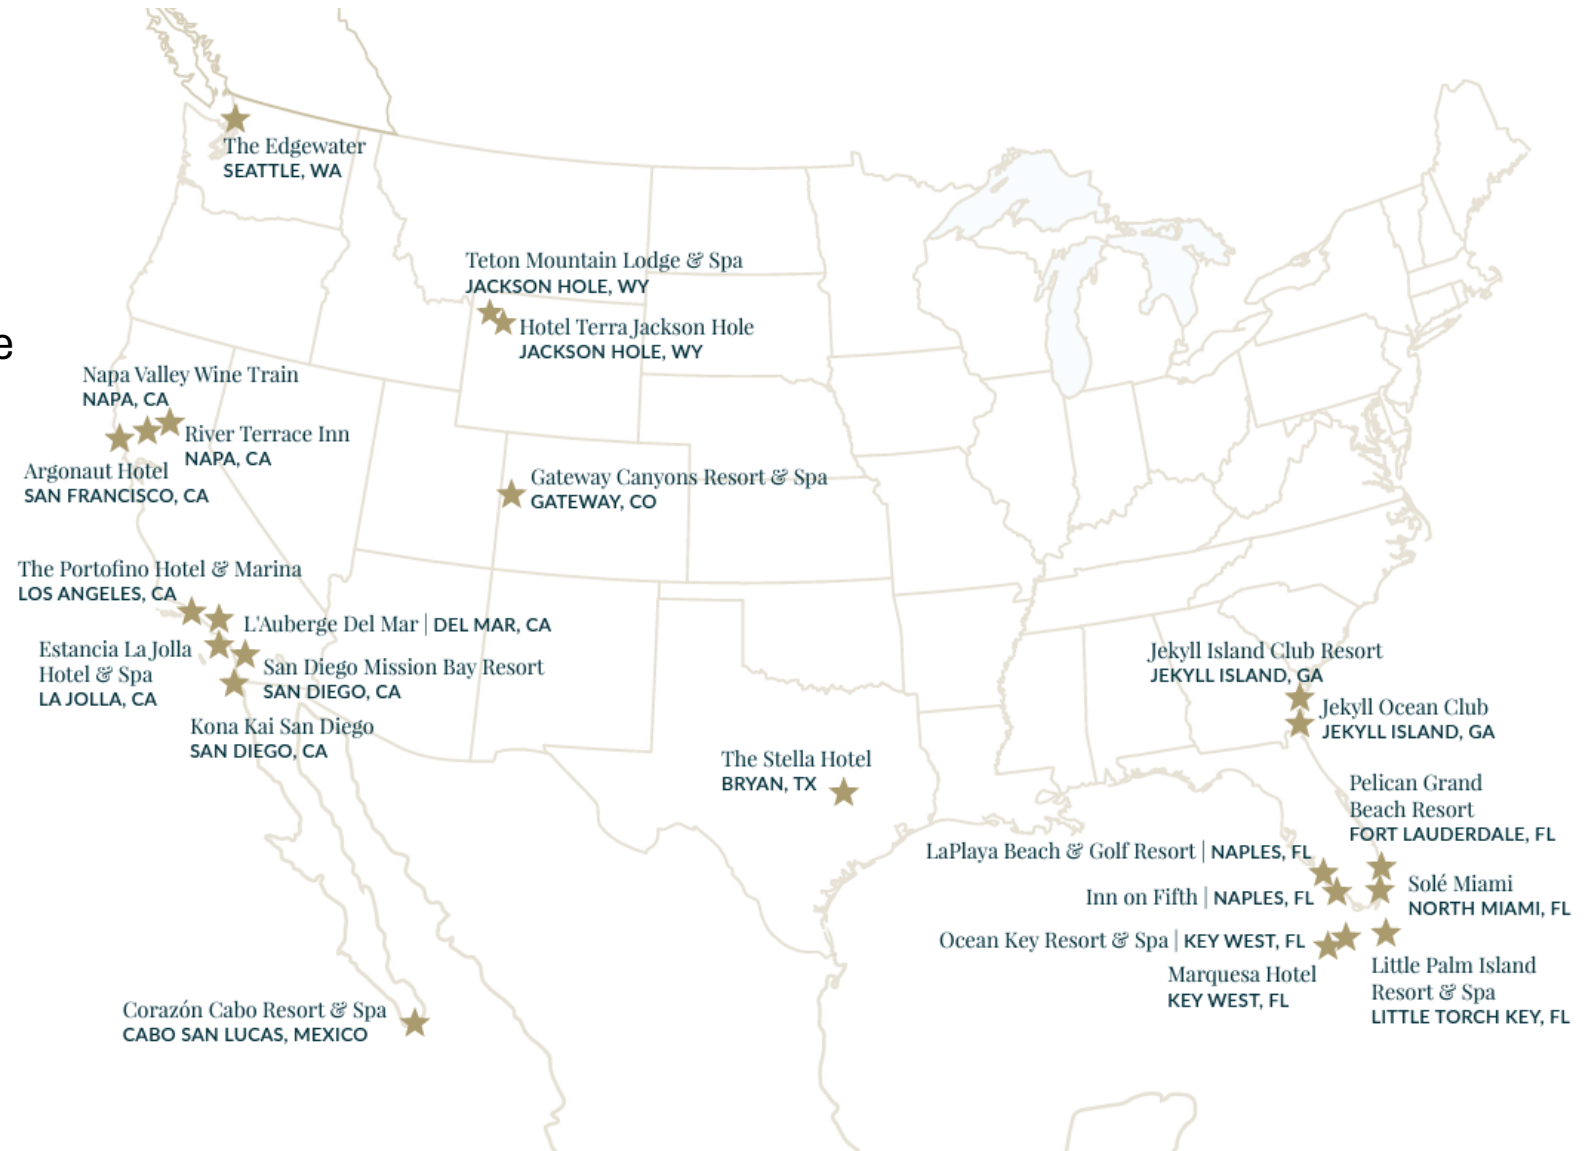 The Edgewater
SEATTLE, WA
Teton Mountain Lodge & Spa
JACKSON HOLE, WY
Hotel Terra Jackson Hole
JACKSON HOLE, WY
e
Napa Valley Wine Train
NAPA, CA
River Terrace Inn
NAPA, CA
Argonaut Hotel
SAN FRANCISCO, CA
Gateway Canyons Resort & Spa
GATEWAY, CO
The Portofino Hotel & Marina
LOS ANGELES, CA
L'Auberge Del Mar | DEL MAR, CA
Estancia La Jolla
Hotel & Spa
LA JOLLA, CA
San Diego Mission Bay Resort
SAN DIEGO, CA
Kona Kai San Diego
SAN DIEGO, CA
Jekyll Island Club Resort
JEKYLL ISLAND, GA
Jekyll Ocean Club
JEKYLL ISLAND, GA
The Stella Hotel
BRYAN, TX
Pelican Grand
Beach Resort
FORT LAUDERDALE, FL
LaPlaya Beach & Golf Resort | NAPLES, FL
Inn on Fifth | NAPLES, FL
Solé Miami
NORTH MIAMI, FL
Ocean Key Resort & Spa | KEY WEST, FL
Marquesa Hotel
KEY WEST, FL
Little Palm Island
Resort & Spa
LITTLE TORCH KEY, FL
Corazón Cabo Resort & Spa
CABO SAN LUCAS, MEXICO